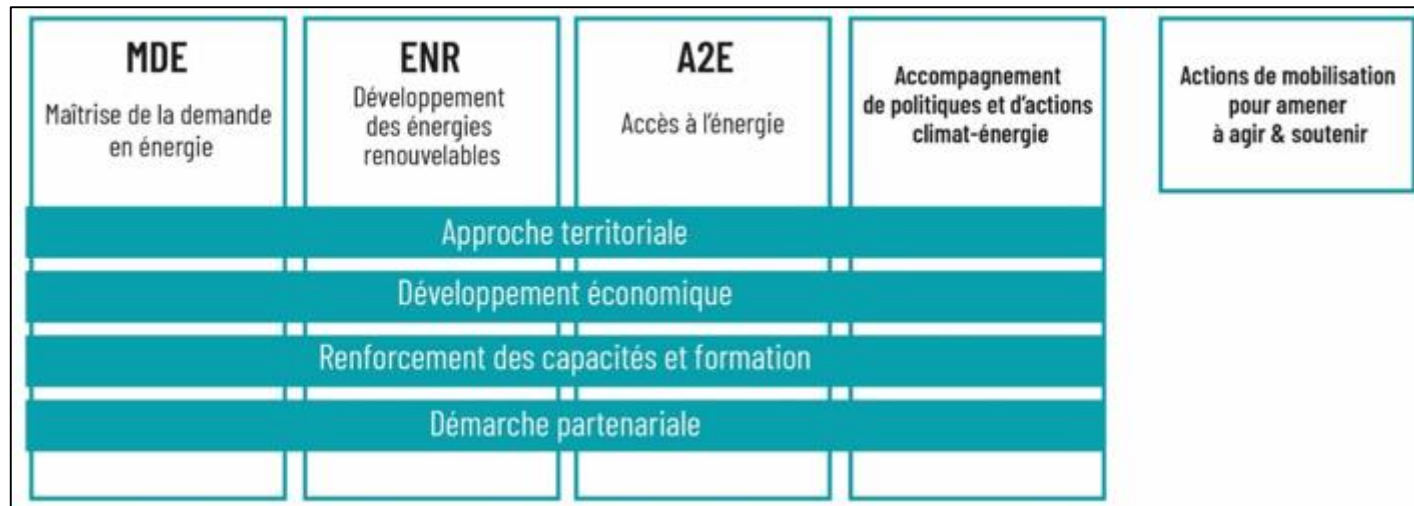 MDE
Maîtrise de la demande
en énergie
ENR
Développement
des énergies
renouvelables
A2E
Accès à l'énergie
Accompagnement
de politiques et d'actions
climat-énergie
Actions de mobilisation
pour amener
à agir & soutenir
Approche territoriale
Développement économique
Renforcement des capacités et formation
Démarche partenariale